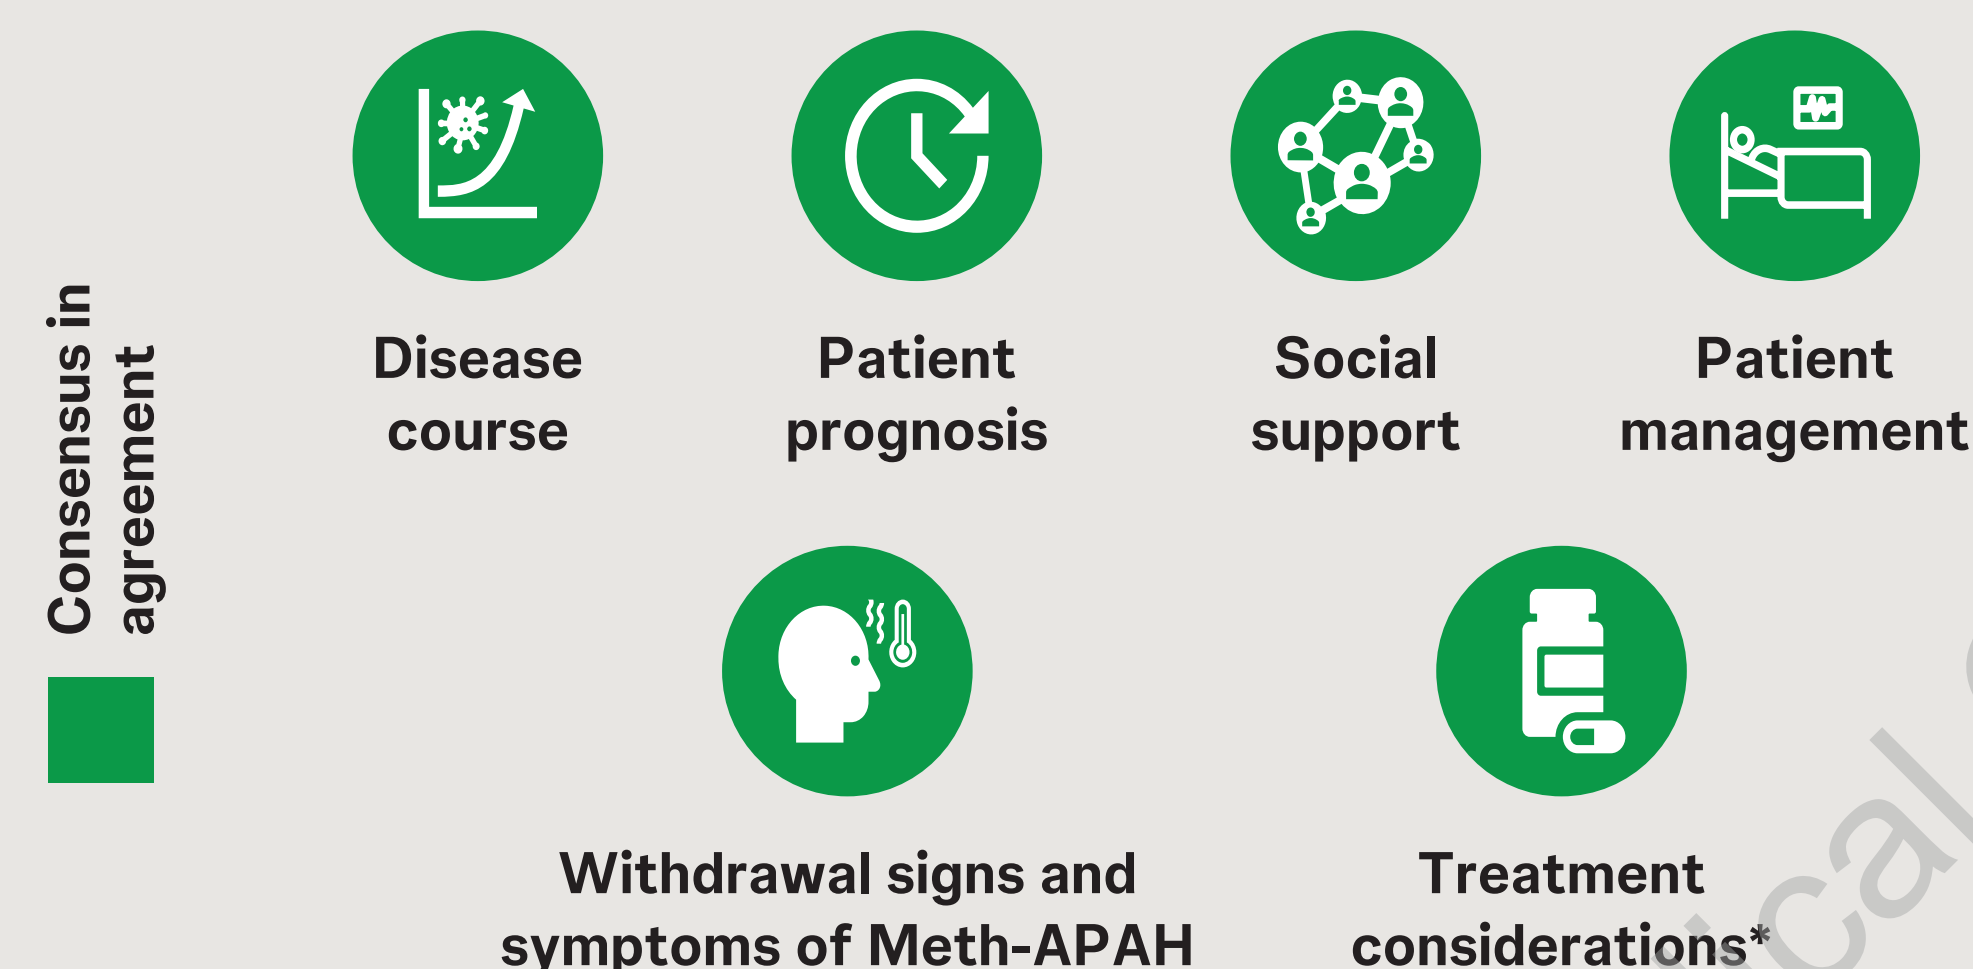 Consensus in
agreement
Disease
course
Patient
prognosis
Social
support
Patient
management
Withdrawal signs and
symptoms of Meth-APAH
Treatment
considerations*
ical